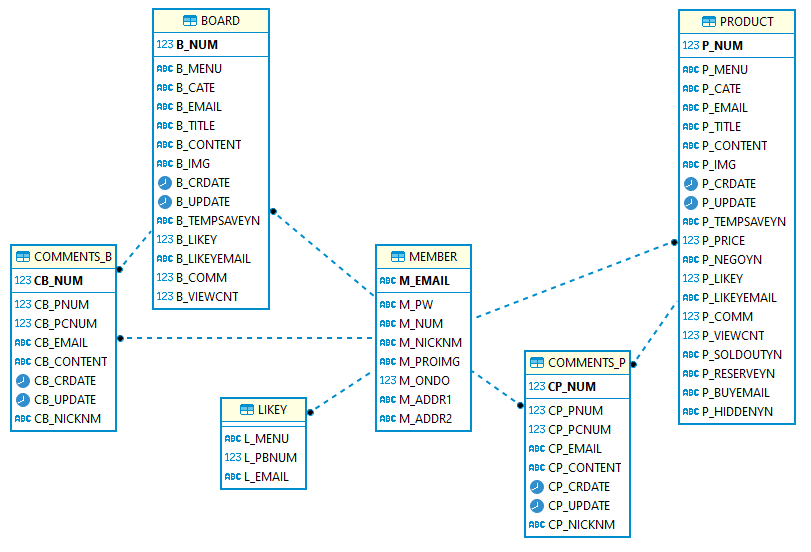 BOARD
123 B_NUM
ABC B_MENU
ABC B_CATE
ABC B_EMAIL
ABC B_TITLE
ABC B_CONTENT
ABC B_IMG
B_CRDATE
B_UPDATE
ABC B_TEMPSAVEYN
123 B_LIKEY
ABC B_LIKEYEMAIL
123 B_COMM
123 B_VIEWCNT
PRODUCT
123 P_NUM
ABC P_MENU
ABC P_CATE
ABC P_EMAIL
ABC P_TITLE
ABC P_CONTENT
ABC P_IMG
P_CRDATE
P_UPDATE
ABC P_TEMPSAVEYN
123 P_PRICE
ABC P_NEGOYN
123 P_LIKEY
ABC P_LIKEYEMAIL
123 P_COMM
123 P_VIEWCNT
ABC P_SOLDOUTYN
ABC P_RESERVEYN
ABC P_BUYEMAIL
ABC P_HIDDENYN
COMMENTS_B
123 CB_NUM
123 CB_PNUM
123 CB_PCNUM
ABC CB_EMAIL
ABC CB_CONTENT
CB_CRDATE
CB_UPDATE
ABC CB_NICKNM
MEMBER
ABC M_EMAIL
ABC M_PW
ABC M_NUM
ABC M_NICKNM
ABC M_PROIMG
123 M_ONDO
ABC M_ADDR1
ABC M_ADDR2
LIKEY
ABC L_MENU
123 L_PBNUM
ABC L_EMAIL
COMMENTS_P
123 CP_NUM
123 CP_PNUM
123 CP_PCNUM
ABC CP_EMAIL
ABC CP_CONTENT
CP_CRDATE
CP_UPDATE
ABC CP_NICKNM